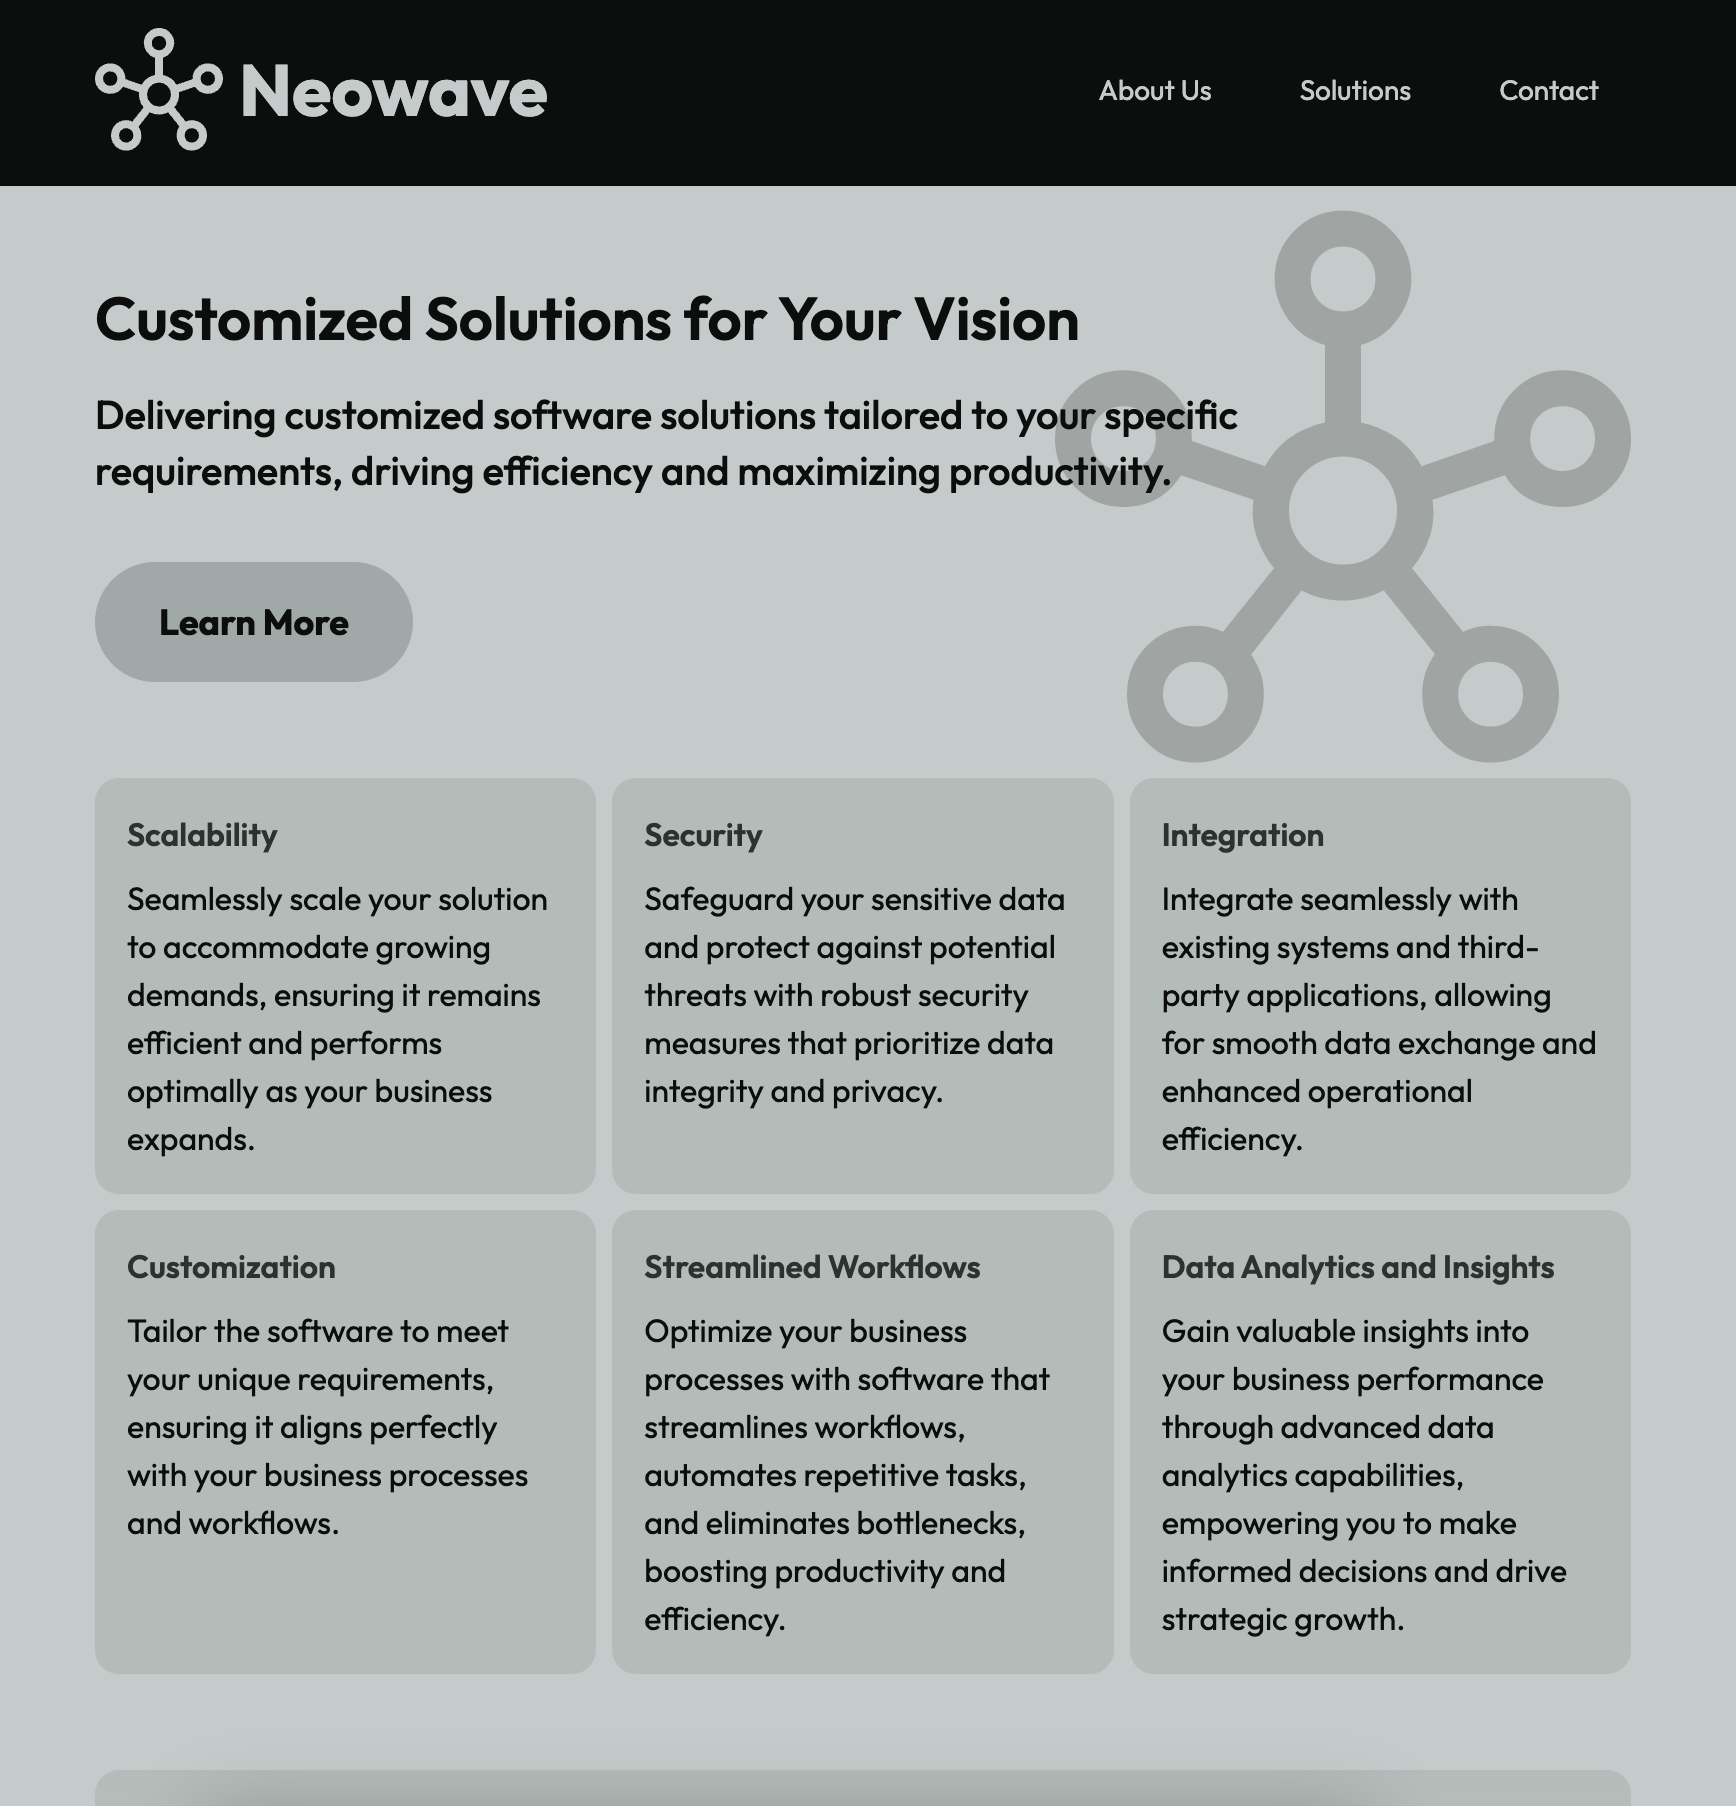 Neowave
About Us
Solutions
Contact
Customized Solutions for Your Vision
Delivering customized software solutions tailored to your specific
requirements, driving efficiency and maximizing productivity.
Learn More
Scalability
Seamlessly scale your solution
to accommodate growing
demands, ensuring it remains
efficient and performs
optimally as your business
expands.
Security
Safeguard your sensitive data
and protect against potential
threats with robust security
measures that prioritize data
integrity and privacy.
Integration
Integrate seamlessly with
existing systems and third-
party applications, allowing
for smooth data exchange and
enhanced operational
efficiency.
Customization
Tailor the software to meet
your unique requirements,
ensuring it aligns perfectly
with your business processes
and workflows.
Streamlined Workflows
Optimize your business
processes with software that
streamlines workflows,
automates repetitive tasks,
and eliminates bottlenecks,
boosting productivity and
efficiency.
Data Analytics and Insights
Gain valuable insights into
your business performance
through advanced data
analytics capabilities,
empowering you to make
informed decisions and drive
strategic growth.